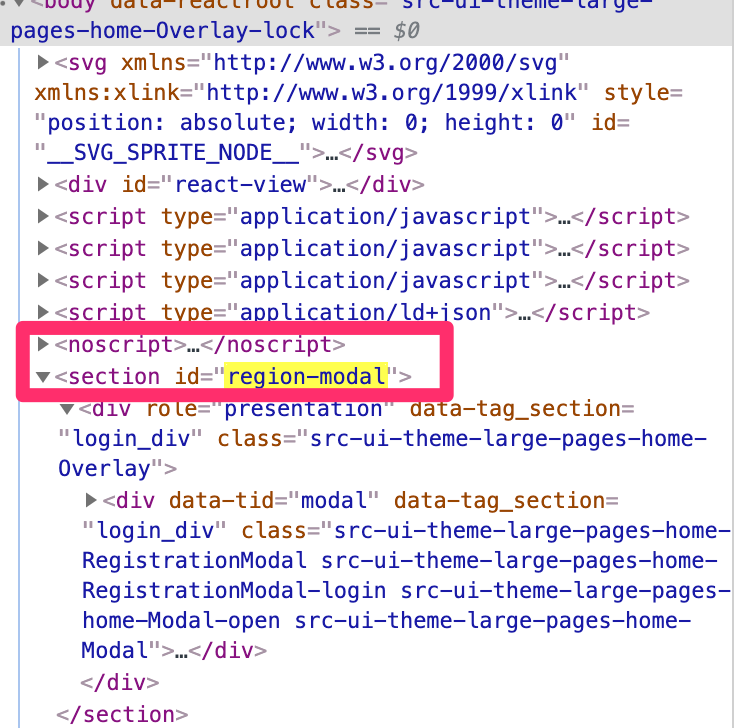 <body data-reactroot class="src-ui-theme-large-
pages-home-Overlay-lock"> == $0
<svg xmlns="http://www.w3.org/2000/svg"
xmlns:xlink="http://www.w3.org/1999/xlink" style=
"position: absolute; width: 0; height: 0" id=
"__SVG_SPRITE_NODE__">…</svg>
<div id="react-view">…</div>
<script type="application/javascript">…</script>
<script type="application/javascript">…</script>
<script type="application/javascript">…</script>
<script type="application/ld+json">…</script>
<noscript>…</noscript>
<section id="region-modal">
<div role="presentation" data-tag_section=
"login_div" class="src-ui-theme-large-pages-home-
Overlay">
<div data-tid="modal" data-tag_section=
"login_div" class="src-ui-theme-large-pages-home-
RegistrationModal src-ui-theme-large-pages-home-
RegistrationModal-login src-ui-theme-large-pages-
home-Modal-open src-ui-theme-large-pages-home-
Modal">…</div>
</div>
</section>